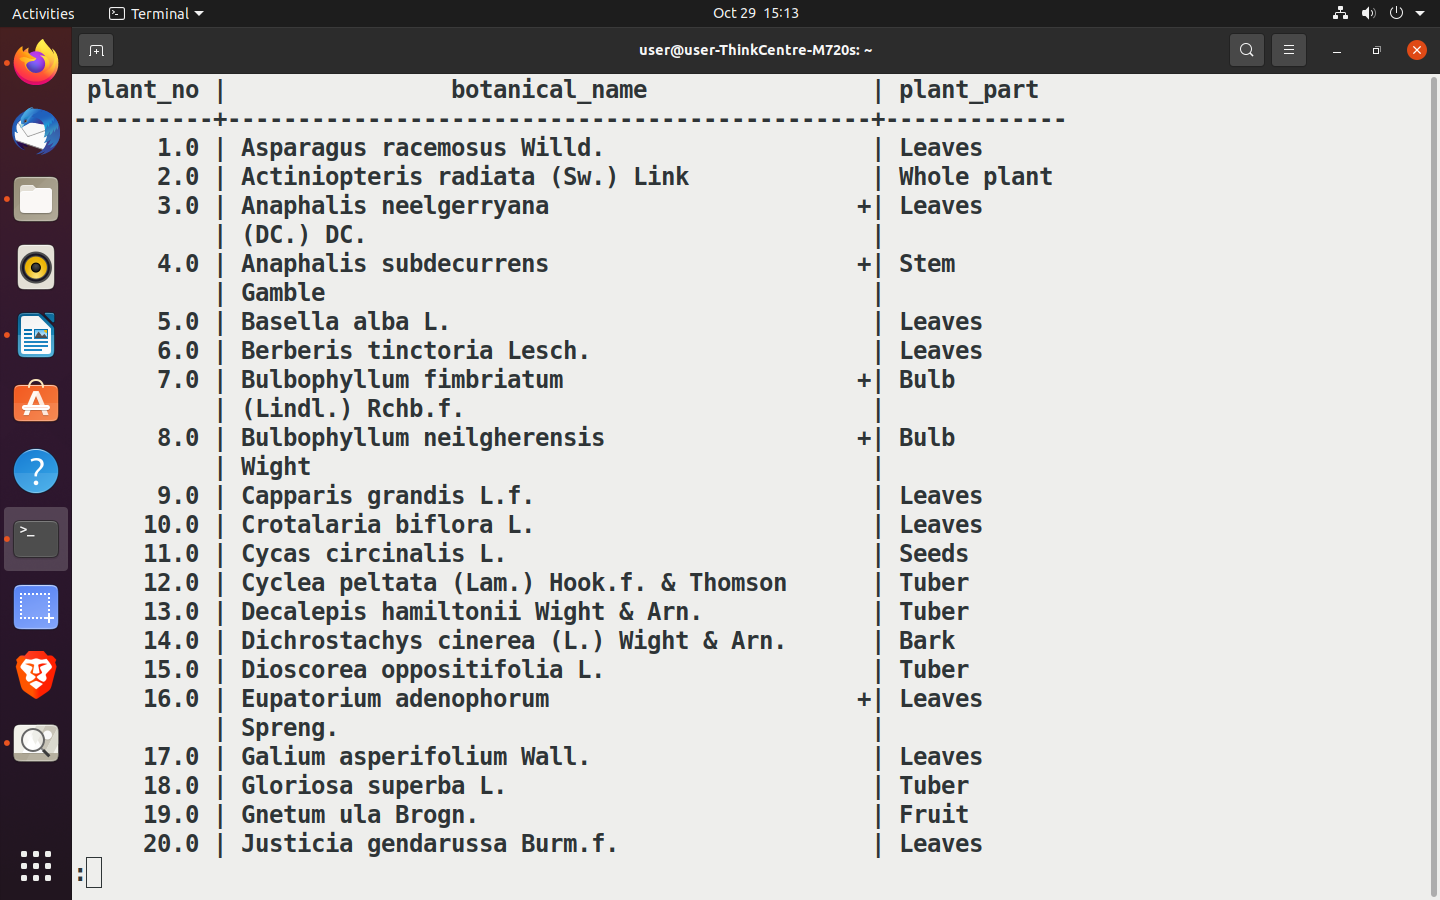 Activities Terminal Oct 29 15:13
user@user-ThinkCentre-M720s: ~
 plant_no |                botanical_name                | plant_part
----------+----------------------------------------------+-------------
      1.0 | Asparagus racemosus Willd.                   | Leaves
      2.0 | Actiniopteris radiata (Sw.) Link             | Whole plant
      3.0 | Anaphalis neelgerryana                      +| Leaves
          | (DC.) DC.                                    |
      4.0 | Anaphalis subdecurrens                      +| Stem
          | Gamble                                       |
      5.0 | Basella alba L.                              | Leaves
      6.0 | Berberis tinctoria Lesch.                    | Leaves
      7.0 | Bulbophyllum fimbriatum                     +| Bulb
          | (Lindl.) Rchb.f.                             |
      8.0 | Bulbophyllum neilgherensis                  +| Bulb
          | Wight                                        |
      9.0 | Capparis grandis L.f.                        | Leaves
     10.0 | Crotalaria biflora L.                        | Leaves
     11.0 | Cycas circinalis L.                          | Seeds
     12.0 | Cyclea peltata (Lam.) Hook.f. & Thomson      | Tuber
     13.0 | Decalepis hamiltonii Wight & Arn.            | Tuber
     14.0 | Dichrostachys cinerea (L.) Wight & Arn.      | Bark
     15.0 | Dioscorea oppositifolia L.                   | Tuber
     16.0 | Eupatorium adenophorum                      +| Leaves
          | Spreng.                                      |
     17.0 | Galium asperifolium Wall.                    | Leaves
     18.0 | Gloriosa superba L.                          | Tuber
     19.0 | Gnetum ula Brogn.                            | Fruit
     20.0 | Justicia gendarussa Burm.f.                  | Leaves
: